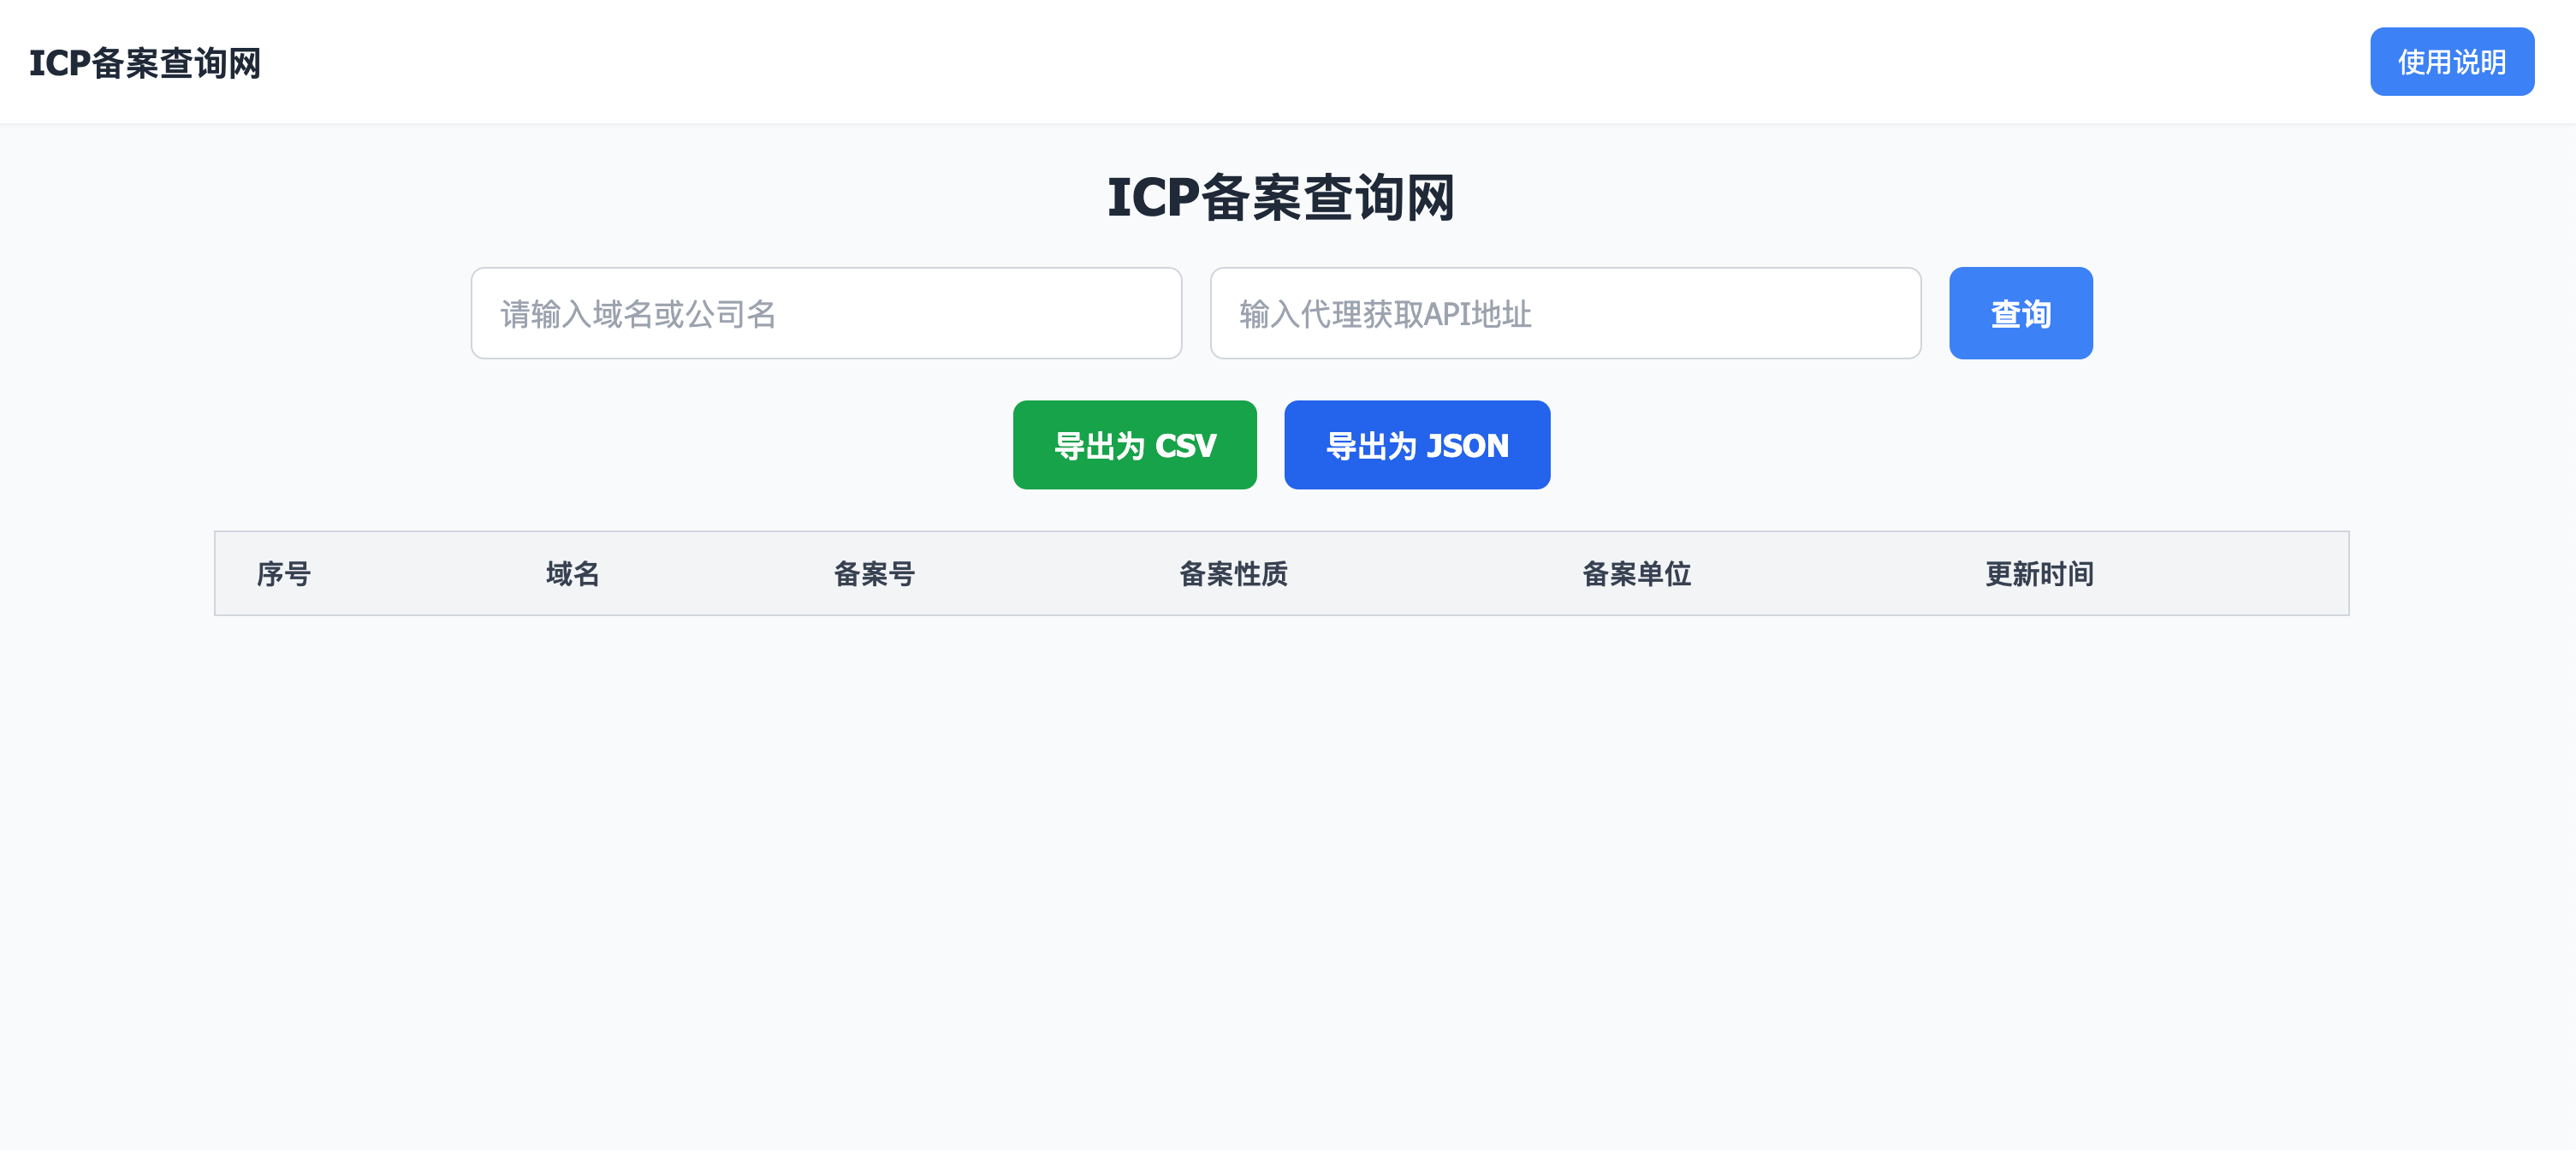 ICP备案查询网
使用说明
ICP备案查询网
请输入域名或公司名
输入代理获取API地址
查询
导出为 CSV
导出为 JSON
序号 域名 备案号 备案性质 备案单位 更新时间